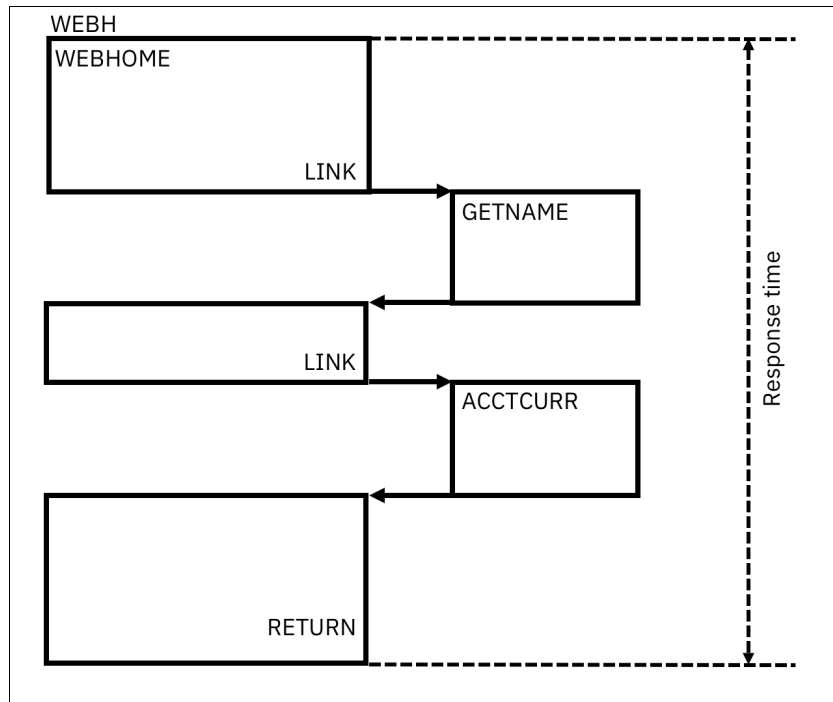 WEBH
WEBHOME
LINK
GETNAME
LINK
ACCTCURR
RETURN
Response time